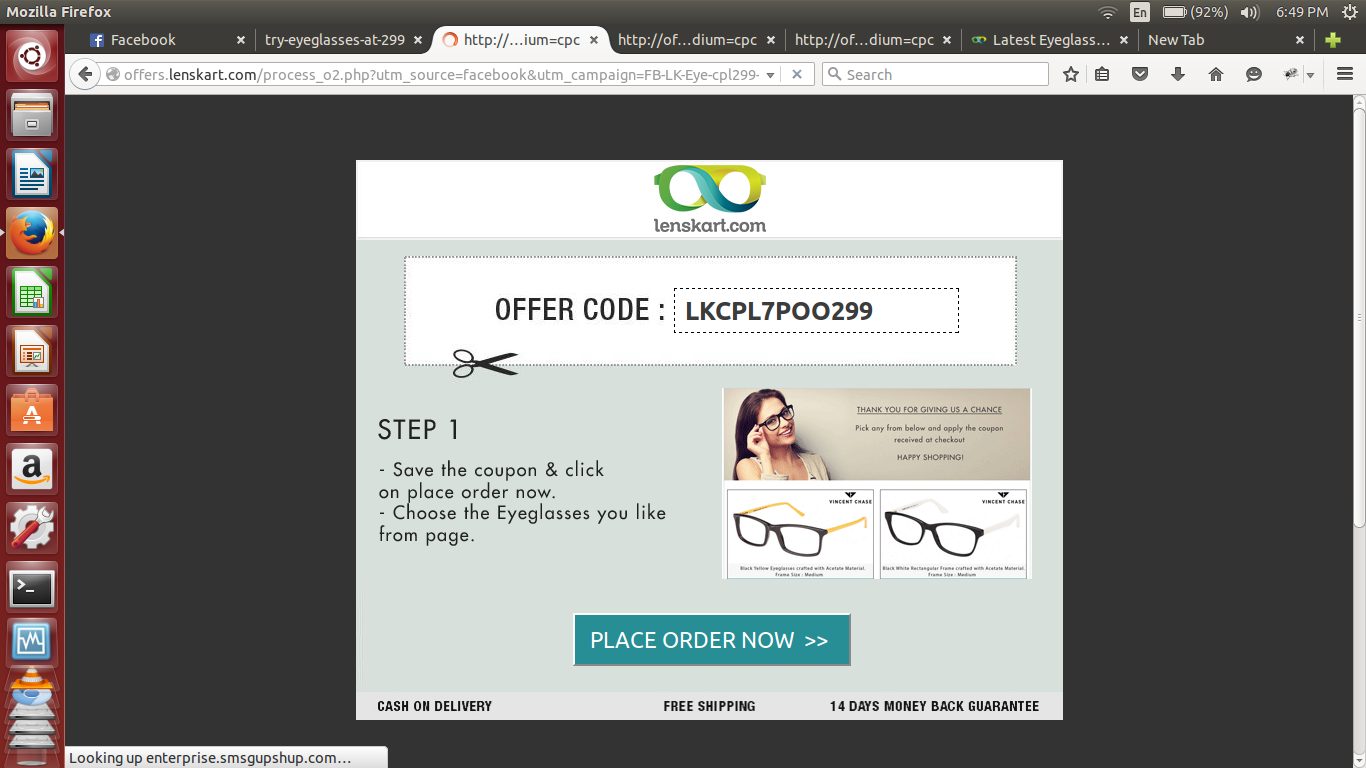 Mozilla Firefox
En
(92%)
6:49 PM
Facebook
try-eyeglasses-at-299
http://...ium=cpc
http://of...dium=cpc
http://of...dium=cpc
Latest Eyeglass...
New Tab
offers.lenskart.com/process_o2.php?utm_source=facebook&utm_campaign=FB-LK-Eye-cpl299-
Search
lenskart.com
OFFER CODE :
LKCPL7POO299
STEP 1
- Save the coupon & click
on place order now.
- Choose the Eyeglasses you like
from page.
THANK YOU FOR GIVING US A CHANCE
Pick any from below and apply the coupon
received at checkout
HAPPY SHOPPING!
VINCENT CHASE
VINCENT CHASE
Black Yellow Eyeglasses crafted with Acetate Material.
Frame Size : Medium
Black White Rectangular Frame crafted with Acetate Material.
Frame Size : Medium
PLACE ORDER NOW >>
CASH ON DELIVERY
FREE SHIPPING
14 DAYS MONEY BACK GUARANTEE
Looking up enterprise.smsgupshup.com...